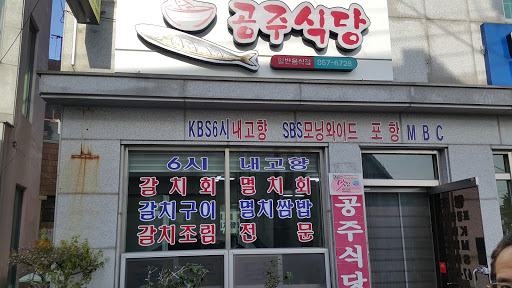 공주식당
일반음식점 857-6728
KBS6시내고향 SBS모닝와이드 포항MBC
6시 내고향
갈치회 멸치회
갈치구이 멸치쌈밥
갈치조림 전문
공주식당